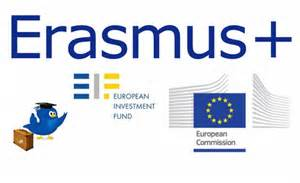 Erasmus+
EIF
EUROPEAN
INVESTMENT
FUND
European
Commission